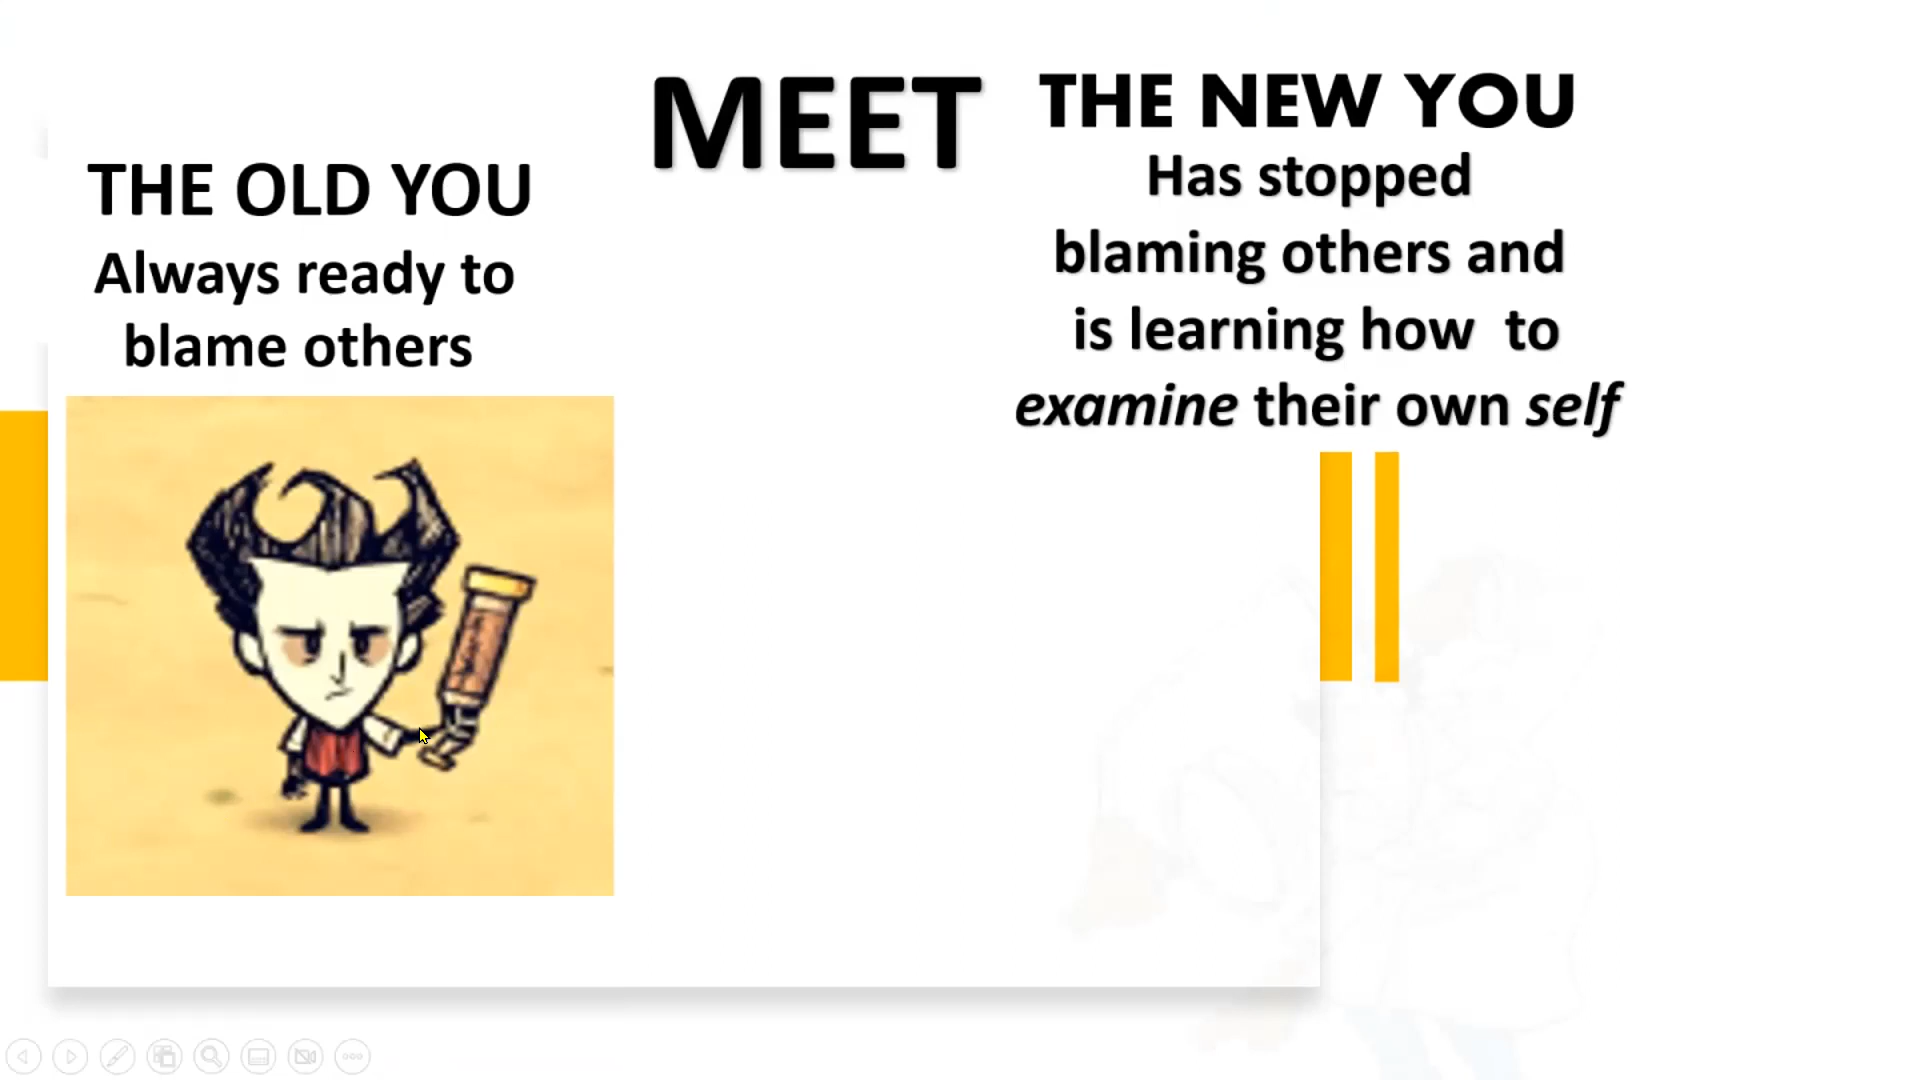 THE OLD YOU
Always ready to
blame others
MEET
THE NEW YOU
Has stopped
blaming others and
is learning how  to
examine their own self